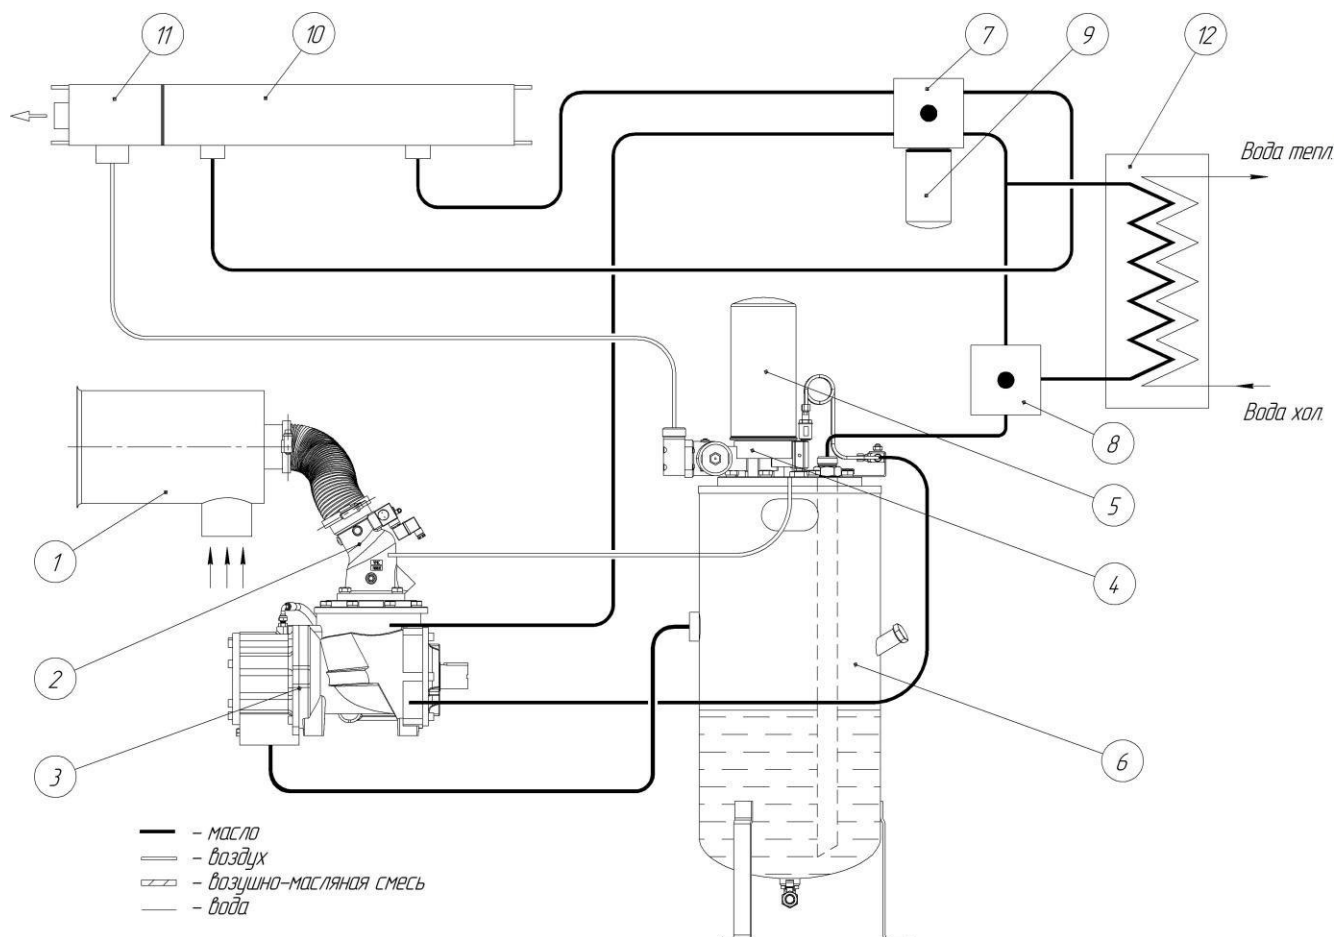 11
10
7
9
12
Вода тепл.
Вода хол.
8
5
1
4
2
6
3
– масло
– воздух
– возушно-масляная смесь
– вода